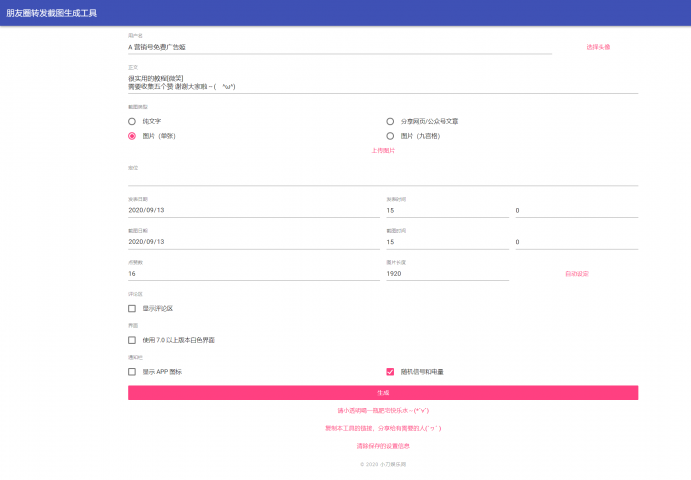 朋友圈转发截图生成工具
用户名
A 营销号免费广告姬
选择头像
正文
很实用的教程[微笑]
需要收集五个赞 谢谢大家啦~( ^ω^)
截图类型
纯文字
分享网页/公众号文章
图片（单张）
图片（九宫格）
上传图片
定位
发表日期
发表时间
2020/09/13
15
0
截图日期
截图时间
2020/09/13
15
0
点赞数
图片长度
16
1920
自动设定
评论区
显示评论区
界面
使用 7.0 以上版本白色界面
通知栏
显示 APP 图标
随机信号和电量
生成
请小透明喝一瓶肥宅快乐水~(*'▽')
复制本工具的链接，分享给有需要的人(ˊᗜˋ)
清除保存的设置信息
© 2020 小刀娱乐网